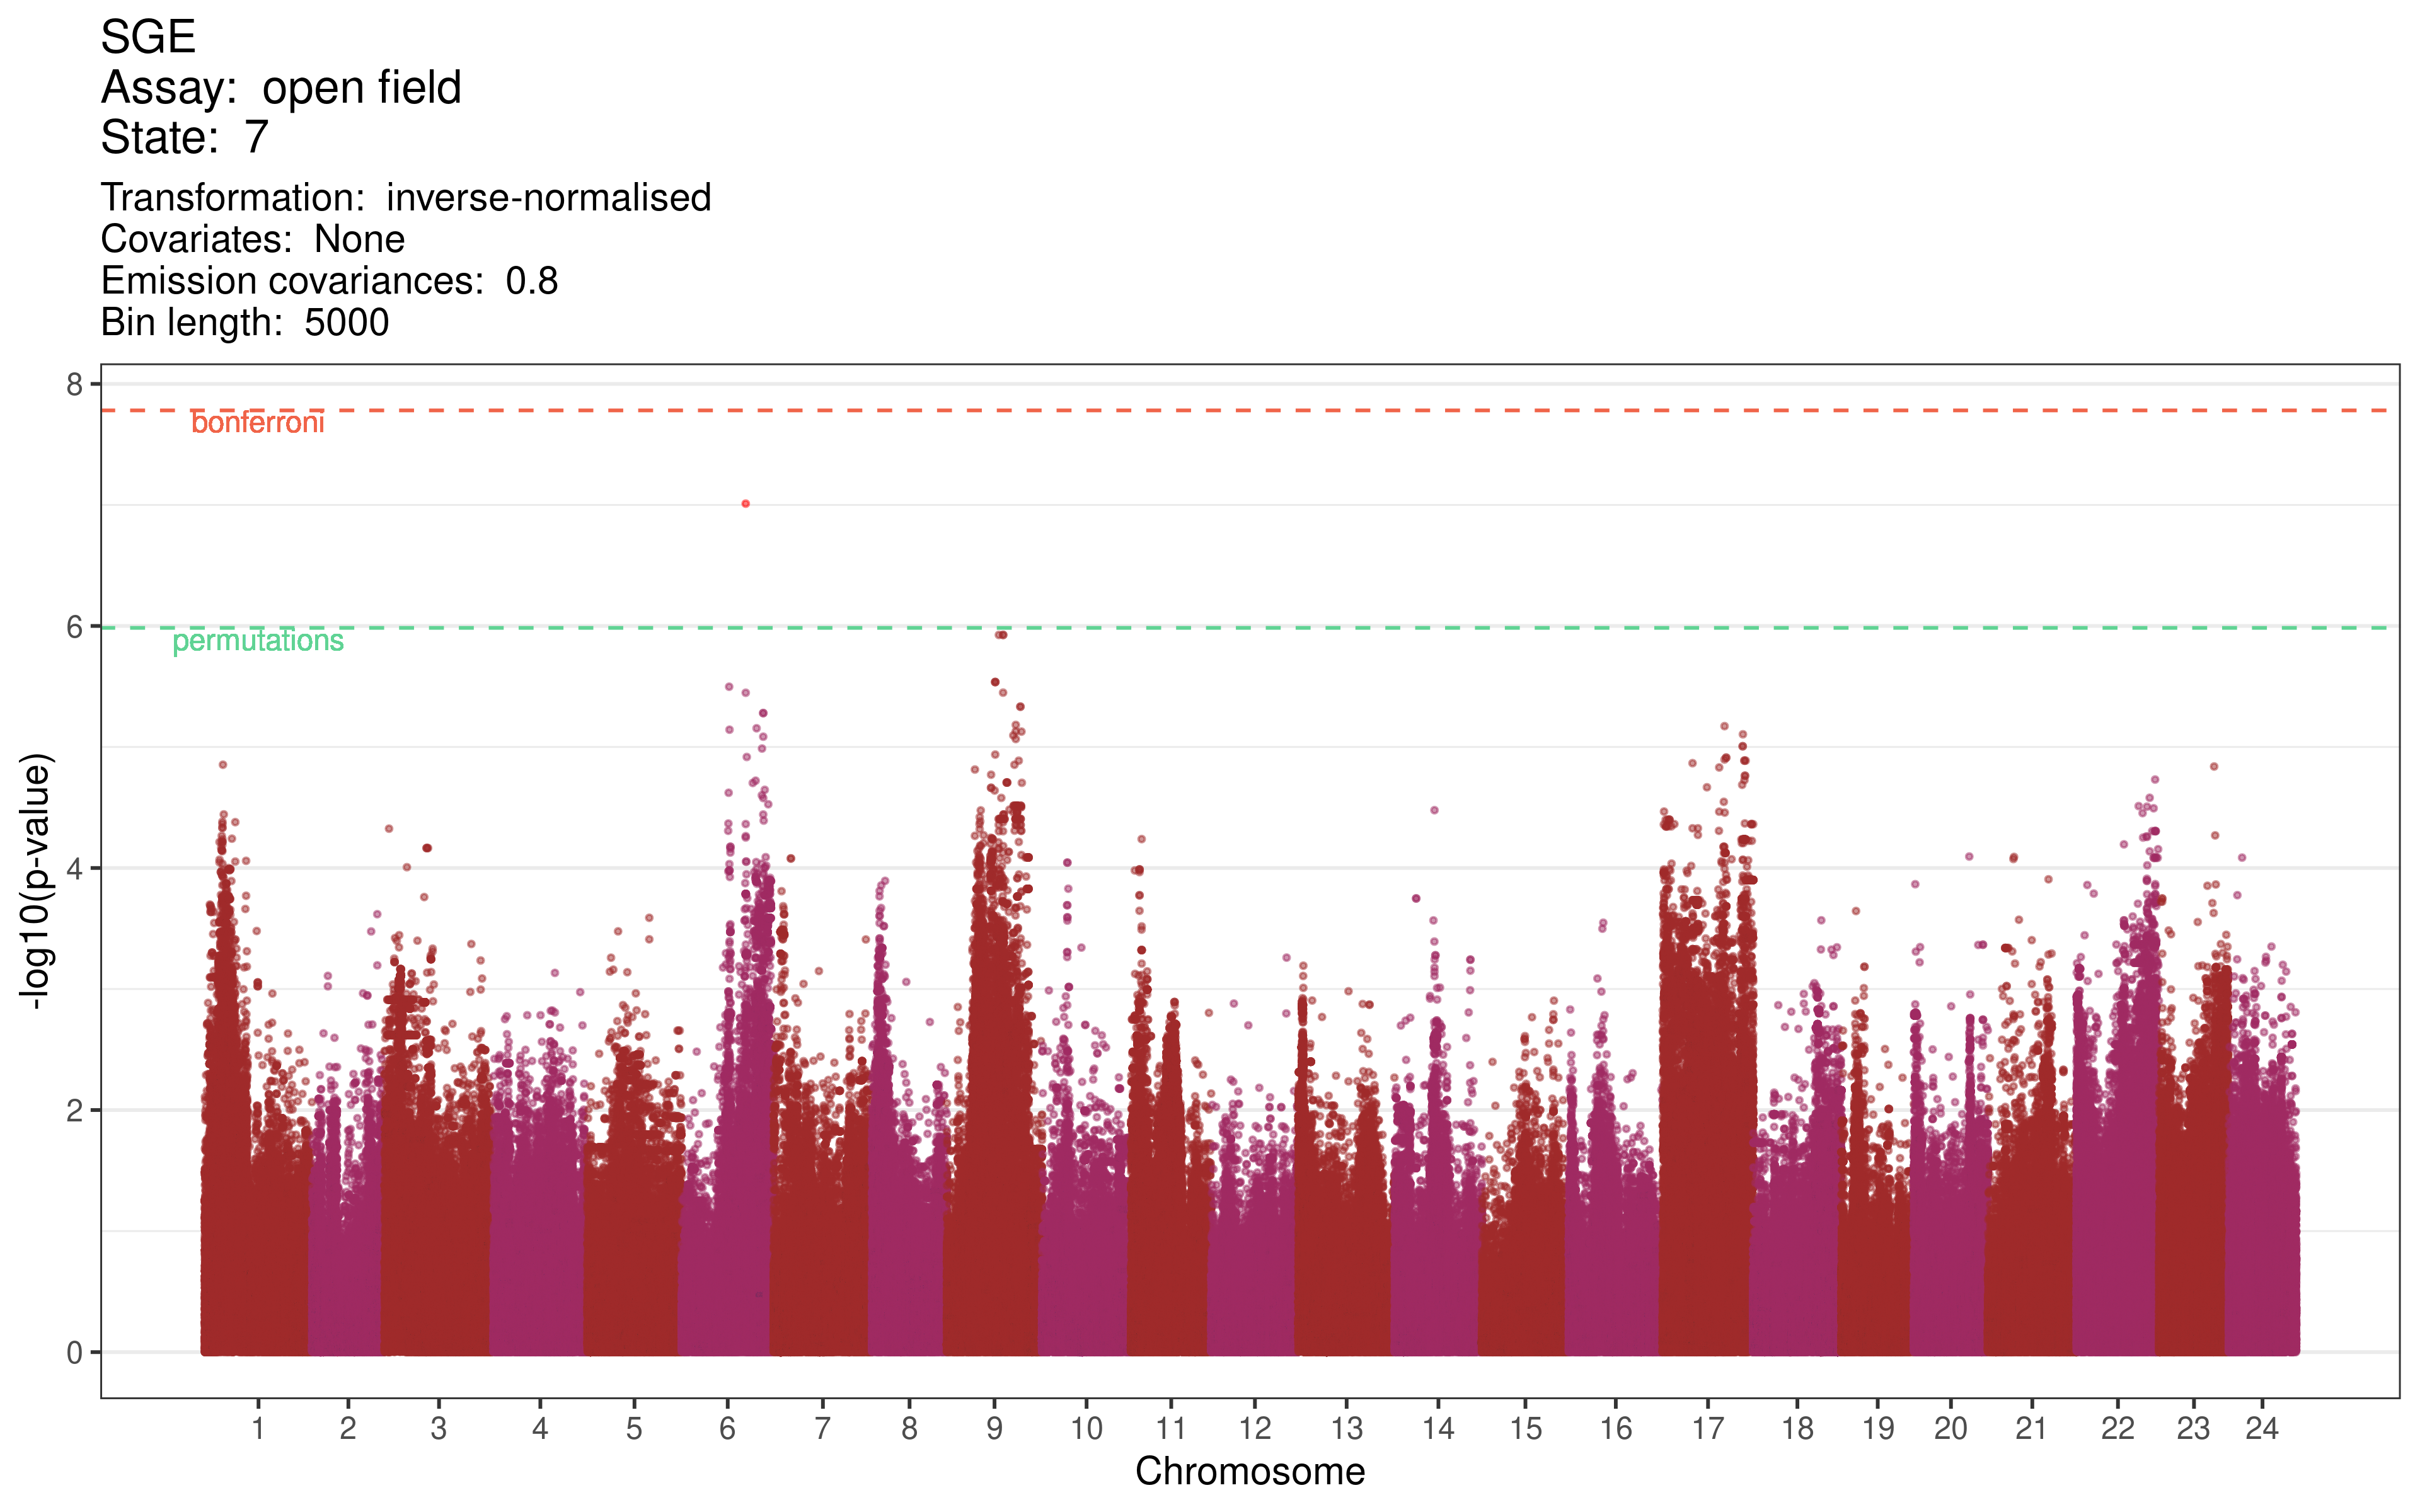 SGE
Assay:  open field
State:  7
Transformation:  inverse-normalised
Covariates:  None
Emission covariances:  0.8
Bin length:  5000
8
bonferroni
6
permutations
4
2
0
-log10(p-value)
1 2 3 4 5 6 7 8 9 10 11 12 13 14 15 16 17 18 19 20 21 22 23 24
Chromosome